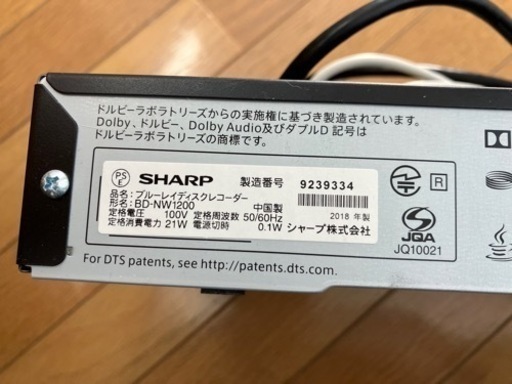 ドルビーラボラトリーズからの実施権に基づき製造されています。
Dolby、ドルビー、Dolby Audio及びダブルD 記号は
ドルビーラボラトリーズの商標です。
PS
E
SHARP 製造番号 9239334
品名：ブルーレイディスクレコーダー
形名：BD-NW1200 中国製
定格電圧 100V 定格周波数 50/60Hz 2018 年製
定格消費電力 21W 電源切時 0.1W シャープ株式会社
R
JQA
JQ10021
For DTS patents, see http://patents.dts.com.